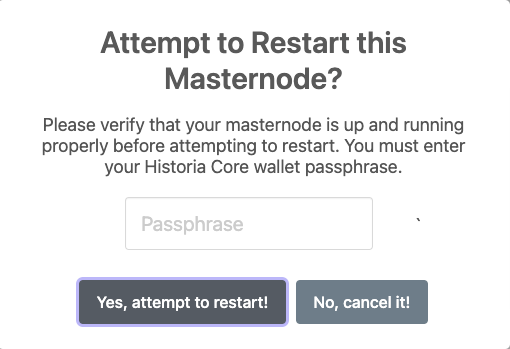 Attempt to Restart this
Masternode?
Please verify that your masternode is up and running
properly before attempting to restart. You must enter
your Historia Core wallet passphrase.
Passphrase
`
Yes, attempt to restart!
No, cancel it!